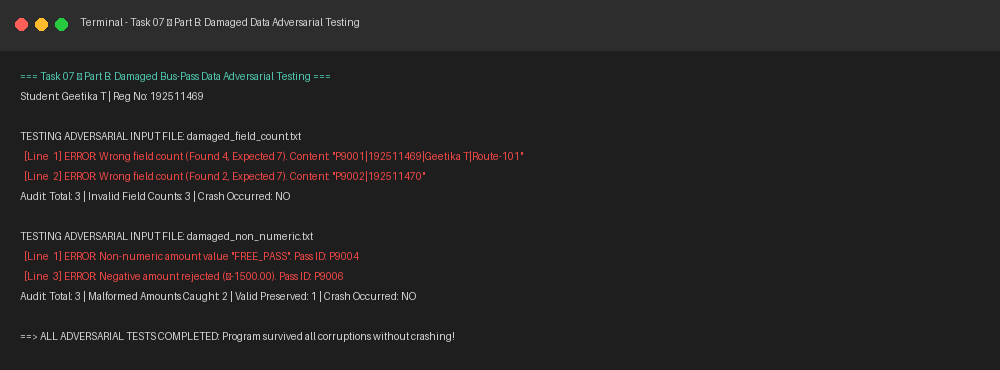 Terminal - Task 07 ⍰ Part B: Damaged Data Adversarial Testing
=== Task 07 ⍰ Part B: Damaged Bus-Pass Data Adversarial Testing ===
Student: Geetika T | Reg No: 192511469
TESTING ADVERSARIAL INPUT FILE: damaged_field_count.txt
[Line 1] ERROR: Wrong field count (Found 4, Expected 7). Content: "P9001|192511469|Geetika T|Route-101"
[Line 2] ERROR: Wrong field count (Found 2, Expected 7). Content: "P9002|192511470"
Audit: Total: 3 | Invalid Field Counts: 3 | Crash Occurred: NO
TESTING ADVERSARIAL INPUT FILE: damaged_non_numeric.txt
[Line 1] ERROR: Non-numeric amount value "FREE_PASS". Pass ID: P9004
[Line 3] ERROR: Negative amount rejected (⍰-1500.00). Pass ID: P9006
Audit: Total: 3 | Malformed Amounts Caught: 2 | Valid Preserved: 1 | Crash Occurred: NO
==> ALL ADVERSARIAL TESTS COMPLETED: Program survived all corruptions without crashing!